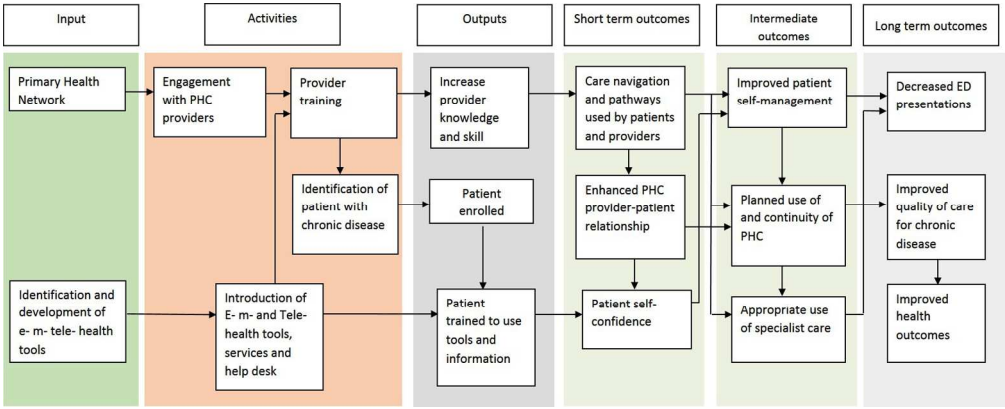 Input
Activities
Outputs
Short term outcomes
Intermediate
outcomes
Long term outcomes
Primary Health
Network
Engagement
with PHC
providers
Provider
training
Increase
provider
knowledge
and skill
Care navigation
and pathways
used by patients
and providers
Improved patient
self-management
Decreased ED
presentations
Identification of
patient with
chronic disease
Patient
enrolled
Enhanced PHC
provider-patient
relationship
Planned use of
and continuity of
PHC
Improved
quality of care
for chronic
disease
Identification and
development of
e- m- tele- health
tools
Introduction of
E- m- and Tele-
health tools,
services and
help desk
Patient
trained to use
tools and
information
Patient self-
confidence
Appropriate use
of specialist care
Improved
health
outcomes